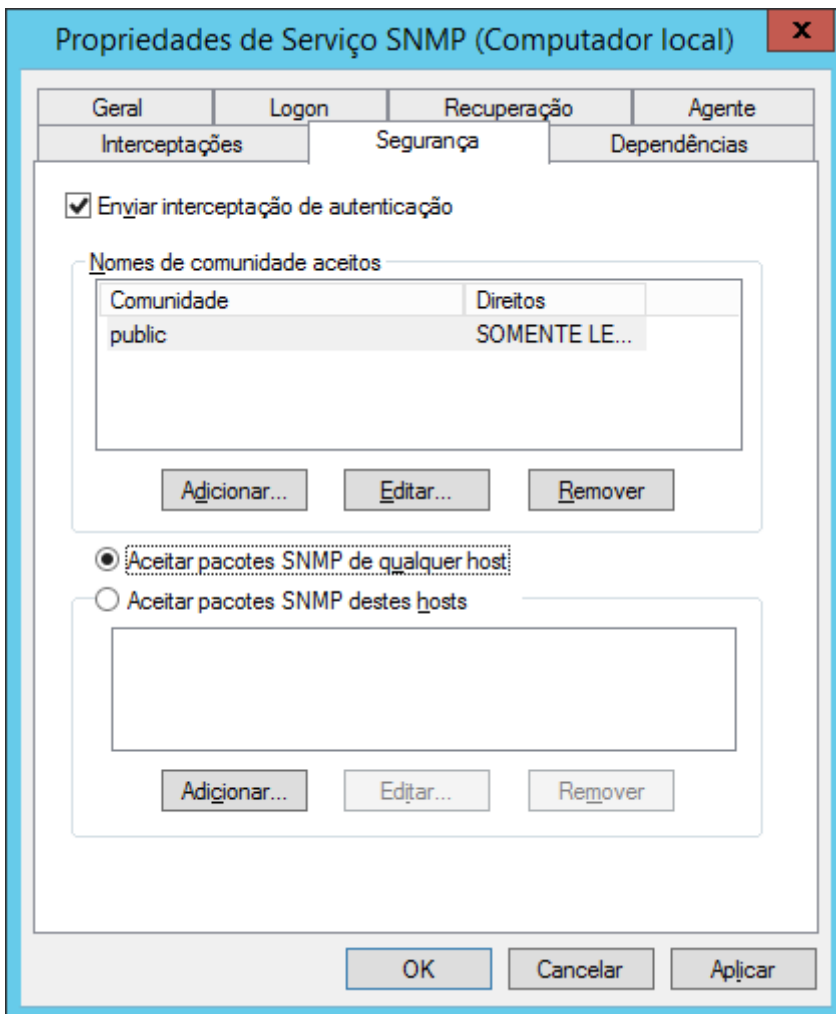 Propriedades de Serviço SNMP (Computador local)
x
Geral Logon Recuperação Agente
Interceptações Segurança Dependências
Enviar interceptação de autenticação
Nomes de comunidade aceitos
Comunidade Direitos
public SOMENTE LE...
Adicionar... Editar... Remover
Aceitar pacotes SNMP de qualquer host
Aceitar pacotes SNMP destes hosts
Adicionar... Editar... Remover
OK Cancelar Aplicar